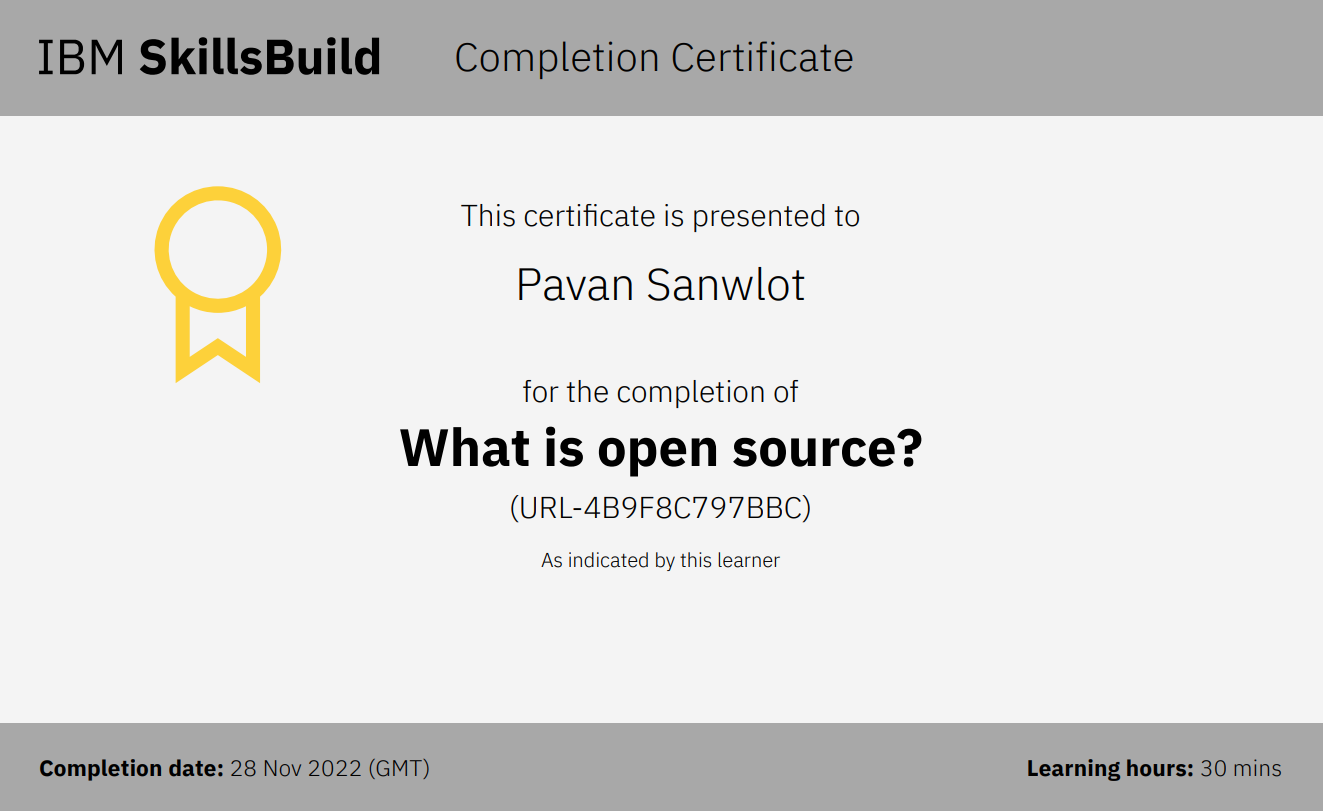 IBM SkillsBuild Completion Certificate
This certificate is presented to
Pavan Sanwlot
for the completion of
What is open source?
(URL-4B9F8C797BBC)
As indicated by this learner
Completion date: 28 Nov 2022 (GMT)
Learning hours: 30 mins